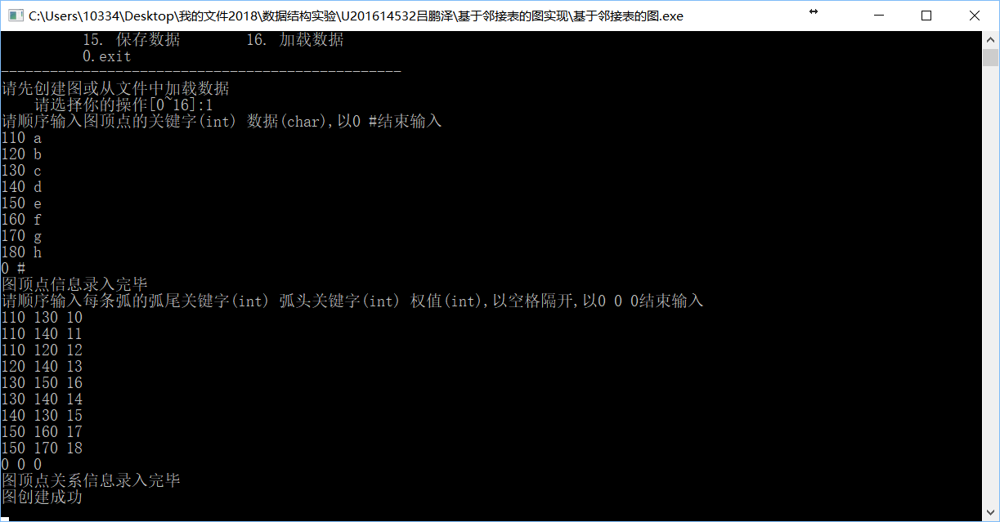 C:\Users\10334\Desktop\我的文件2018\数据结构实验\U201614532吕鹏泽\基于邻接表的图实现\基于邻接表的图.exe
15. 保存数据 16. 加载数据
0.exit
-------------------------------------------------
请先创建图或从文件中加载数据
请选择你的操作[0~16]:1
请顺序输入图顶点的关键字(int) 数据(char),以0 #结束输入
110 a
120 b
130 c
140 d
150 e
160 f
170 g
180 h
0 #
图顶点信息录入完毕
请顺序输入每条弧的弧尾关键字(int) 弧头关键字(int) 权值(int),以空格隔开,以0 0 0结束输入
110 130 10
110 140 11
110 120 12
120 140 13
130 150 16
130 140 14
140 130 15
150 160 17
150 170 18
0 0 0
图顶点关系信息录入完毕
图创建成功